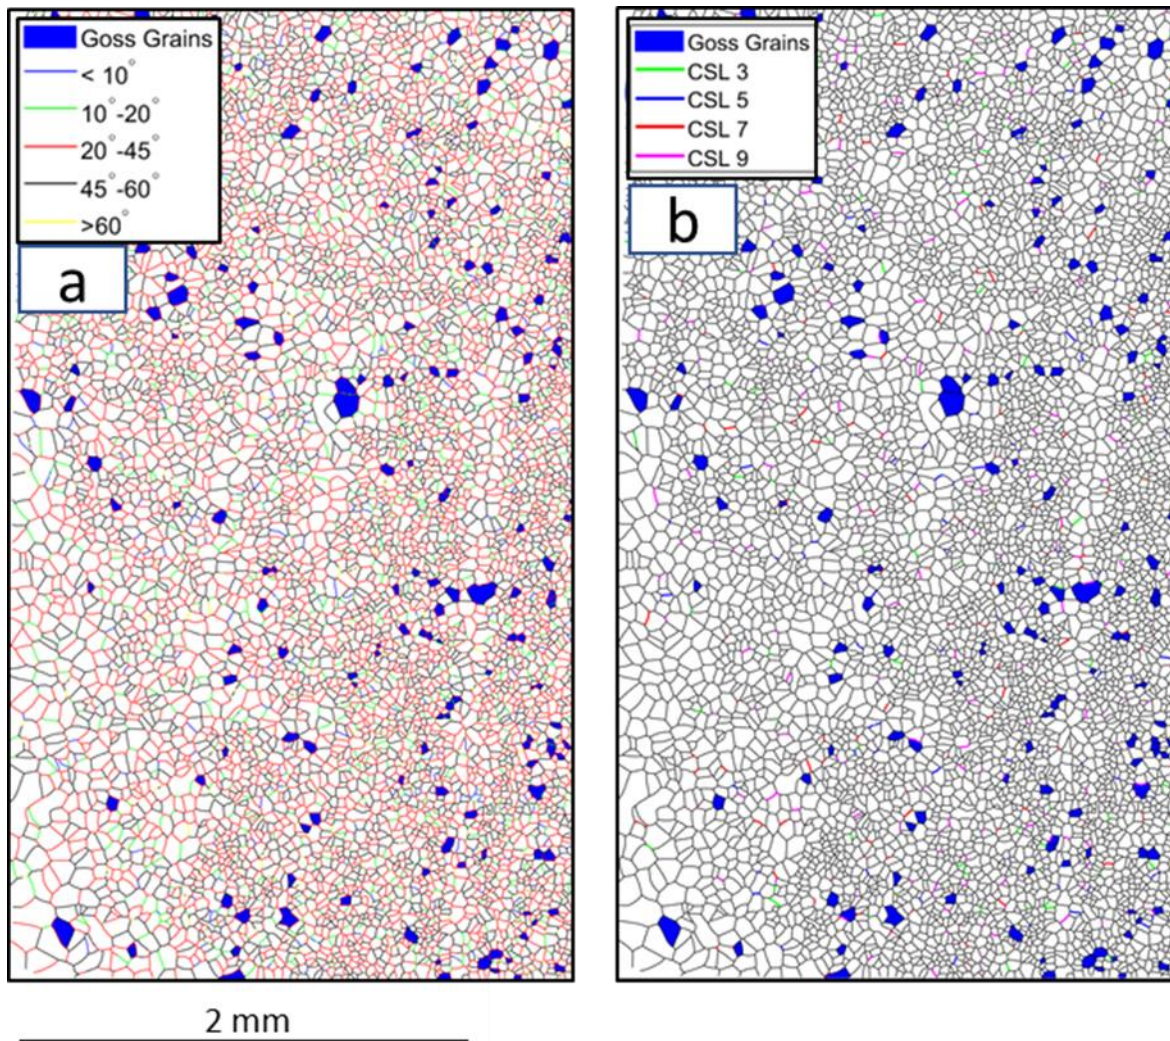 Goss Grains
< 10°
10°-20°
20°-45°
45°-60°
>60°
a
Goss Grains
CSL 3
CSL 5
CSL 7
CSL 9
b
2 mm